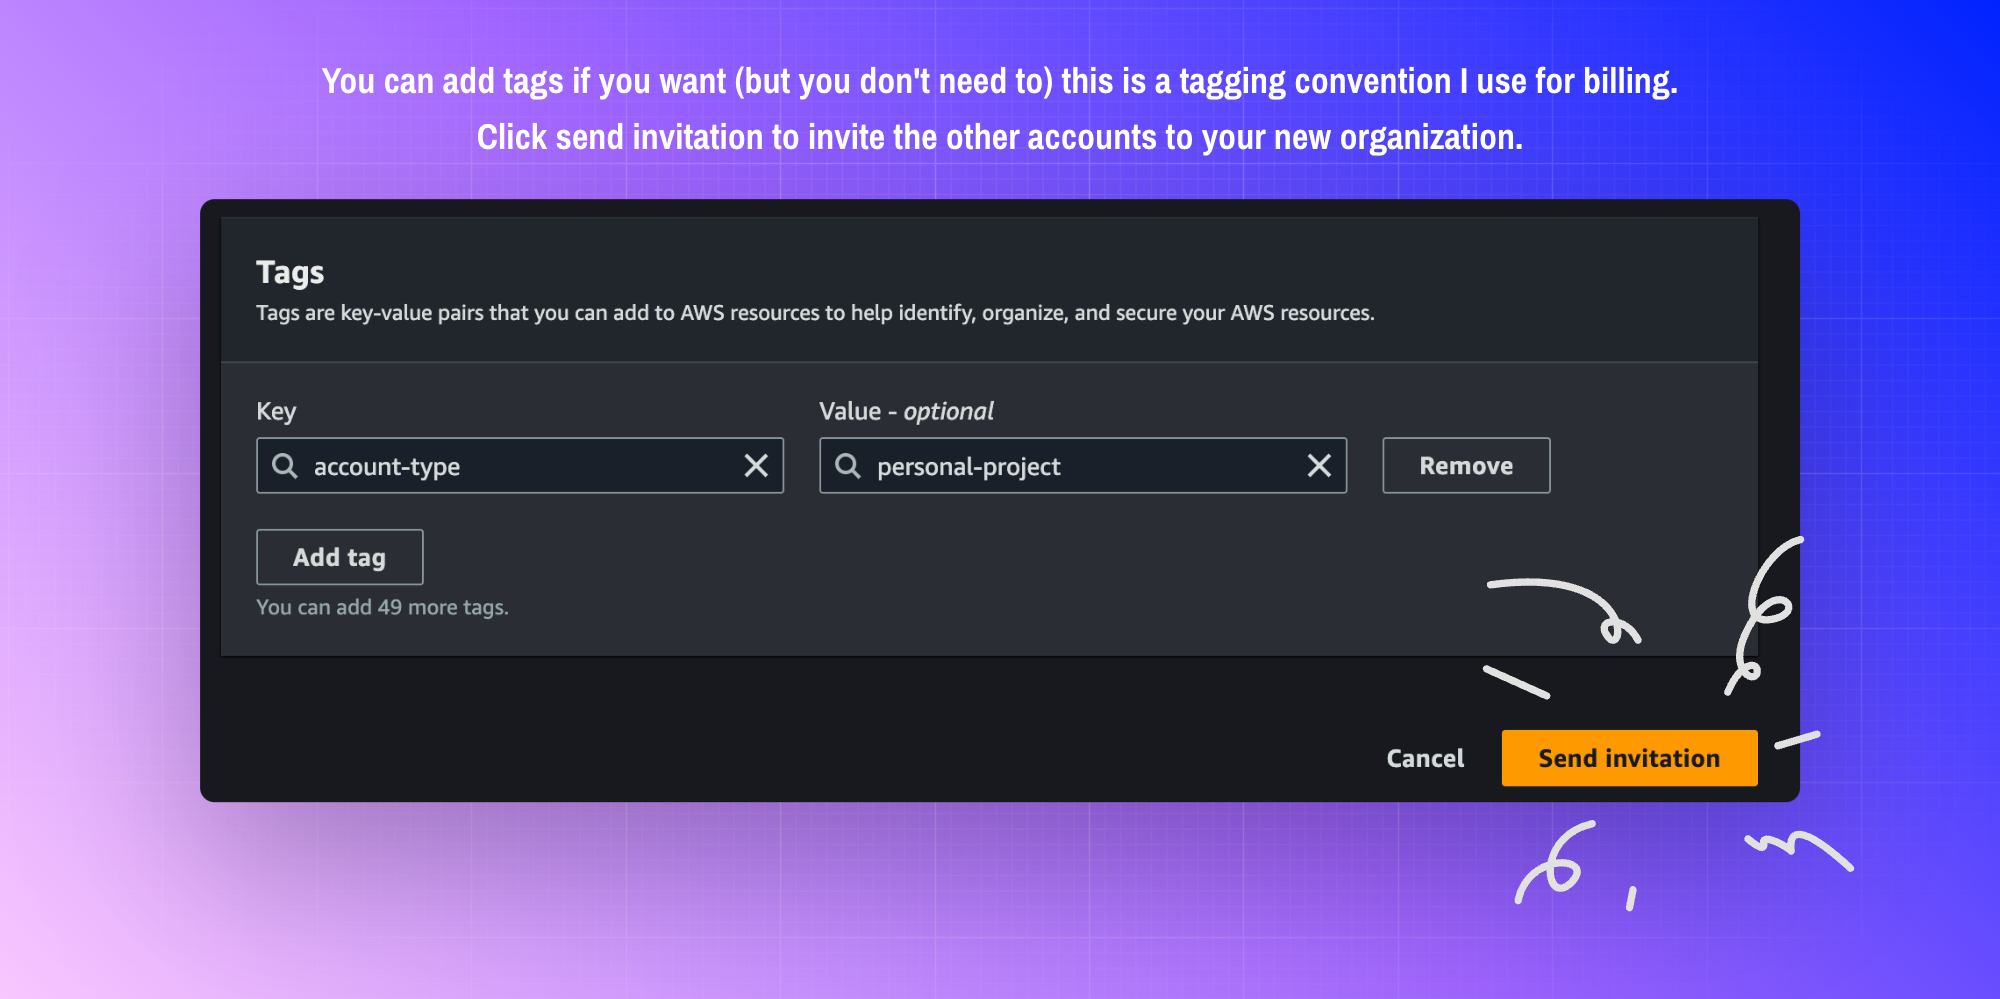 You can add tags if you want (but you don't need to) this is a tagging convention I use for billing.
Click send invitation to invite the other accounts to your new organization.
Tags
Tags are key-value pairs that you can add to AWS resources to help identify, organize, and secure your AWS resources.
Key
Value - optional
account-type
personal-project
Remove
Add tag
You can add 49 more tags.
Cancel
Send invitation